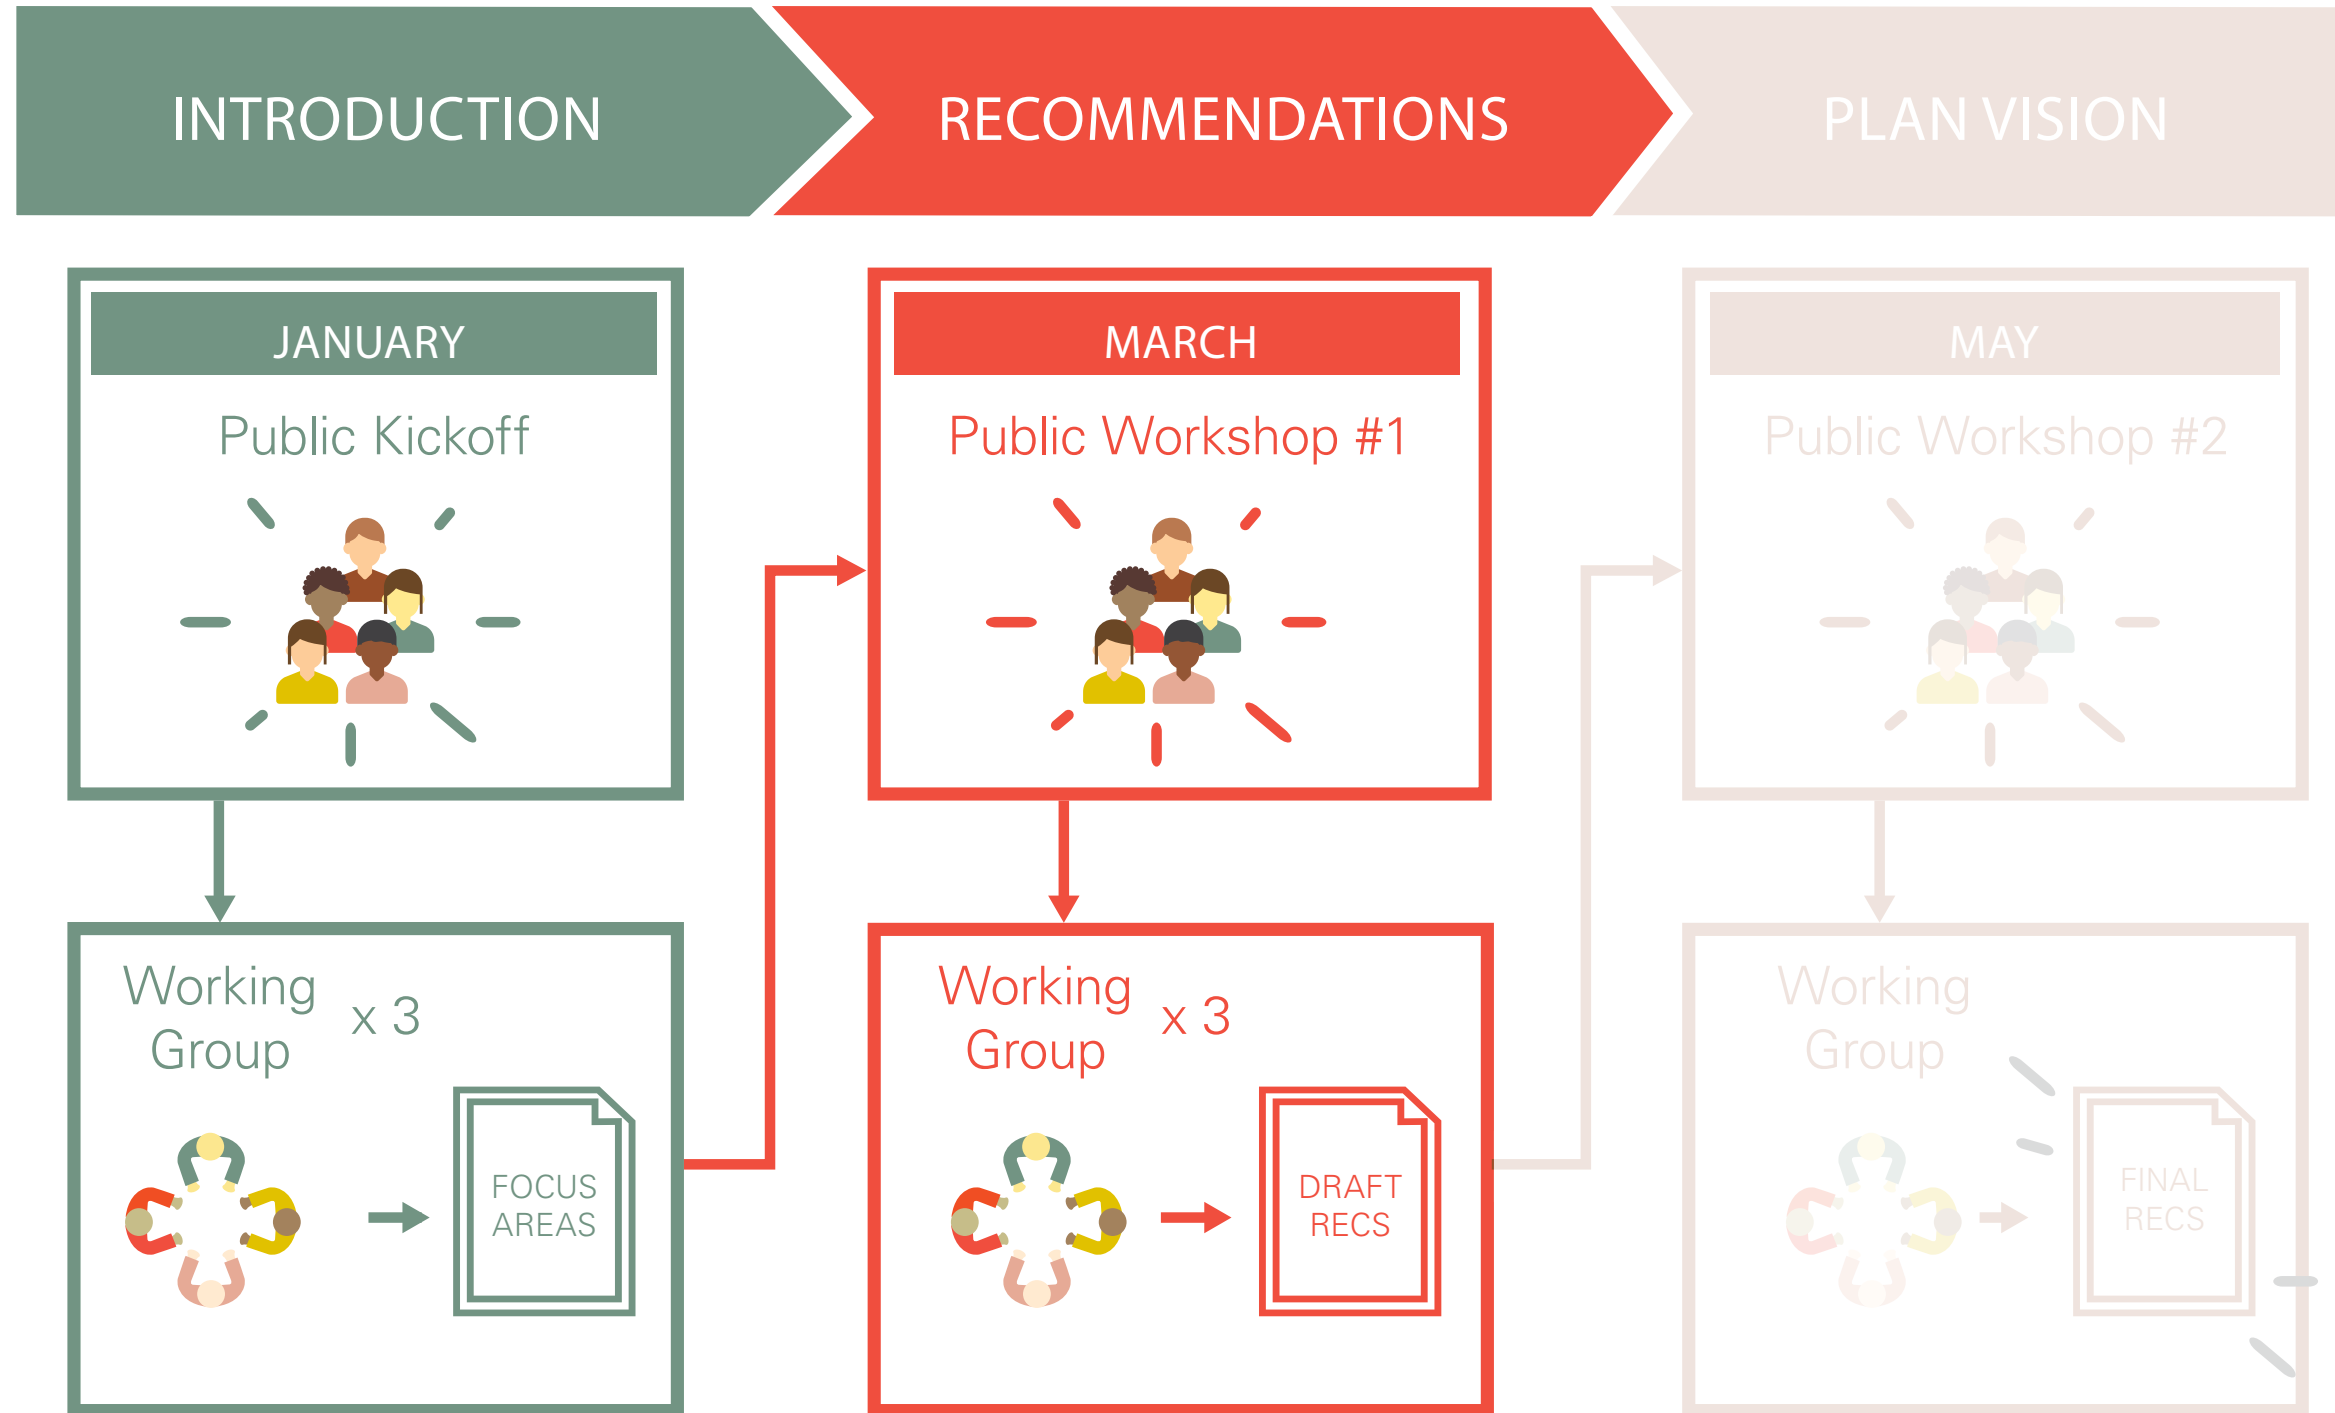 INTRODUCTION
RECOMMENDATIONS
PLAN VISION
JANUARY
Public Kickoff
MARCH
Public Workshop #1
MAY
Public Workshop #2
Working
Group
x 3
FOCUS
AREAS
Working
Group
x 3
DRAFT
RECS
Working
Group
FINAL
RECS